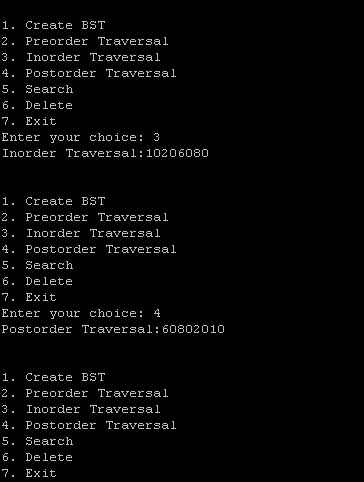 1. Create BST
2. Preorder Traversal
3. Inorder Traversal
4. Postorder Traversal
5. Search
6. Delete
7. Exit
Enter your choice: 3
Inorder Traversal:10206080
1. Create BST
2. Preorder Traversal
3. Inorder Traversal
4. Postorder Traversal
5. Search
6. Delete
7. Exit
Enter your choice: 4
Postorder Traversal:60802010
1. Create BST
2. Preorder Traversal
3. Inorder Traversal
4. Postorder Traversal
5. Search
6. Delete
7. Exit